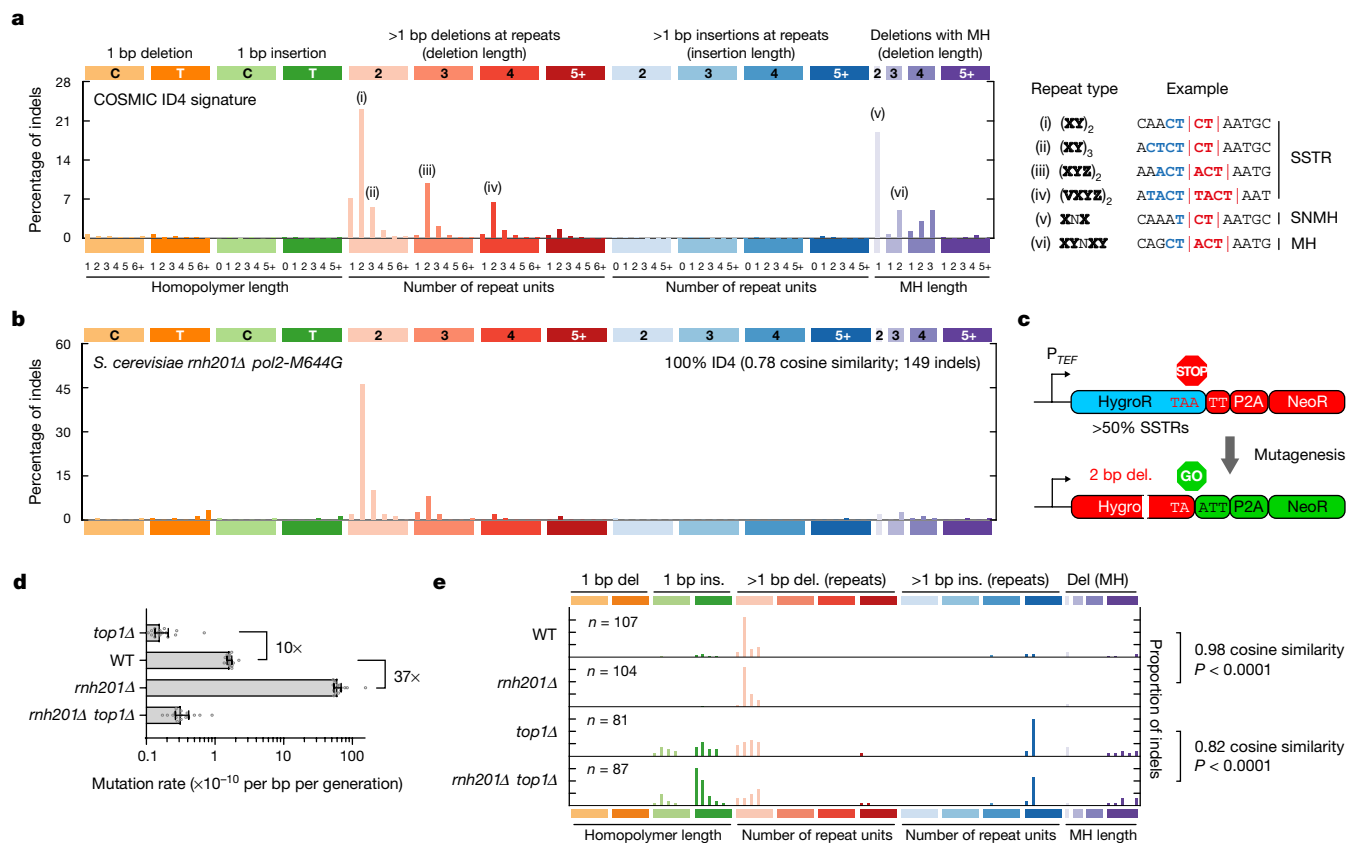 a
1 bp deletion
1 bp insertion
>1 bp deletions at repeats
(deletion length)
>1 bp insertions at repeats
(insertion length)
Deletions with MH
(deletion length)
C T C T 2 3 4 5+ 2 3 4 5+ 2 3 4 5+
Percentage of indels
28
21
14
7
0
COSMIC ID4 signature
(i)
(ii)
(iii)
(iv)
(v)
(vi)
1 2 3 4 5 6+ 1 2 3 4 5 6+ 0 1 2 3 4 5+ 0 1 2 3 4 5+ 1 2 3 4 5 6+ 1 2 3 4 5 6+ 1 2 3 4 5 6+ 1 2 3 4 5 6+ 0 1 2 3 4 5+ 0 1 2 3 4 5+ 0 1 2 3 4 5+ 0 1 2 3 4 5+ 1 1 2 1 2 3 1 2 3 4 5+
Homopolymer length
Number of repeat units
Number of repeat units
MH length
Repeat type Example
(i) (XY)2 CAACT|CT|AATGC
(ii) (XY)3 ACTCT|CT|AATGC
(iii) (XYZ)2 AAACT|ACT|AATGC
(iv) (VXYZ)2 ATACT|TACT|AAT
(v) XNX CAAAT|CT|AATGC
(vi) XYNXY CAGCT|ACT|AATG
SSTR
SNMH
MH
b
C T C T 2 3 4 5+ 2 3 4 5+ 2 3 4 5+
Percentage of indels
60
45
30
15
0
S. cerevisiae rnh201Δ pol2-M644G
100% ID4 (0.78 cosine similarity; 149 indels)
c
PTEF
STOP
HygroR TAA TT P2A NeoR
>50% SSTRs
Mutagenesis
2 bp del.
GO
Hygro TA ATT P2A NeoR
d
top1Δ
WT
rnh201Δ
rnh201Δ top1Δ
10×
37×
0.1 1 10 100
Mutation rate (×10−10 per bp per generation)
e
1 bp del
1 bp ins.
>1 bp del. (repeats)
>1 bp ins. (repeats)
Del (MH)
WT
n = 107
rnh201Δ
n = 104
top1Δ
n = 81
rnh201Δ top1Δ
n = 87
Proportion of indels
0.98 cosine similarity
P < 0.0001
0.82 cosine similarity
P < 0.0001
Homopolymer length
Number of repeat units
Number of repeat units
MH length